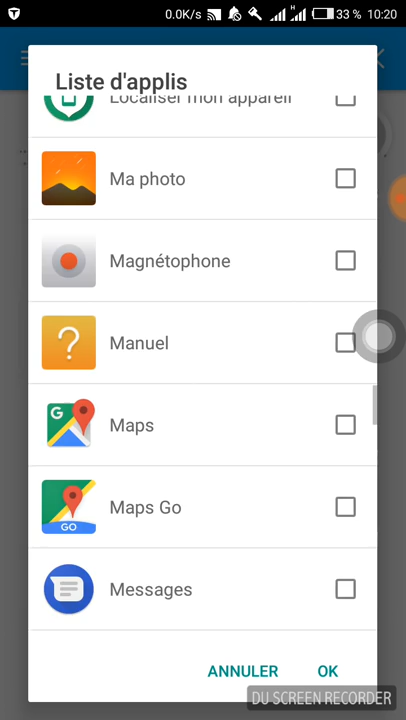 0.0K/s H 33 % 10:20
Liste d'applis
Localiser mon appareil
Ma photo
Magnétophone
? Manuel
G Maps
GO Maps Go
Messages
ANNULER OK
DU SCREEN RECORDER